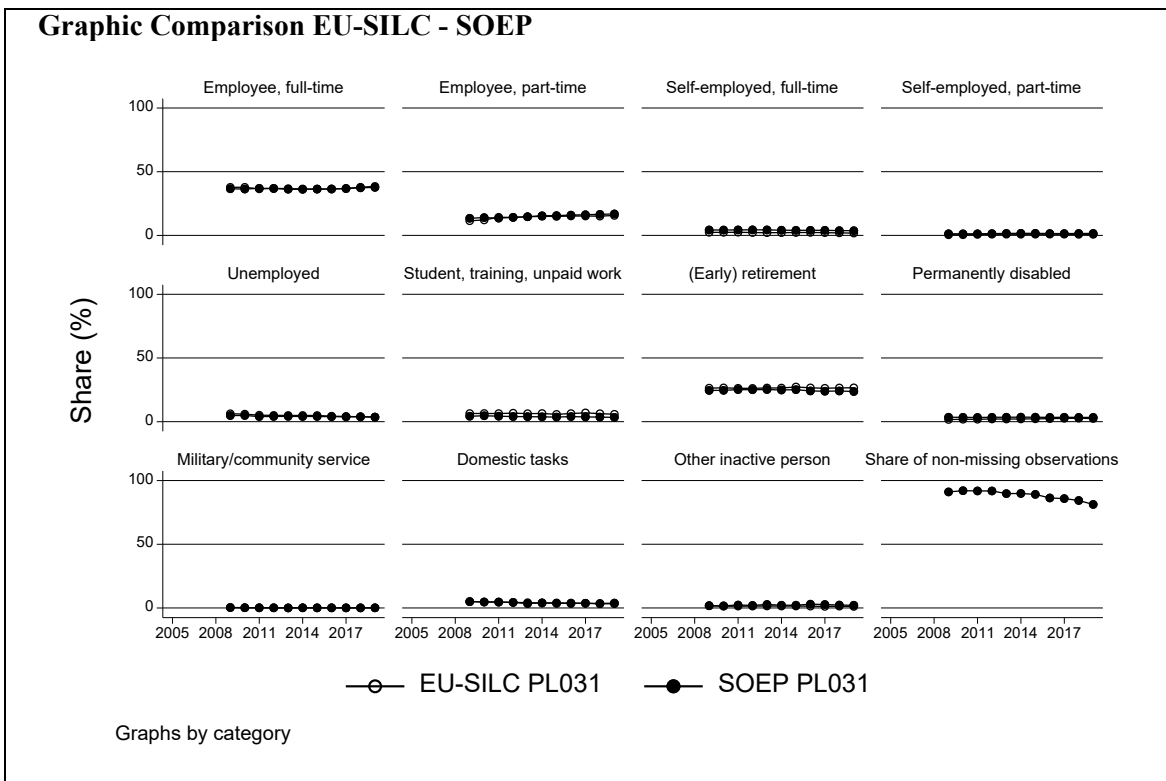 Graphic Comparison EU-SILC - SOEP
Employee, full-time Employee, part-time Self-employed, full-time Self-employed, part-time
100
50
0
Unemployed Student, training, unpaid work (Early) retirement Permanently disabled
100
50
0
Military/community service Domestic tasks Other inactive person Share of non-missing observations
100
50
0
Share (%)
2005 2008 2011 2014 2017 2005 2008 2011 2014 2017 2005 2008 2011 2014 2017 2005 2008 2011 2014 2017
EU-SILC PL031 SOEP PL031
Graphs by category